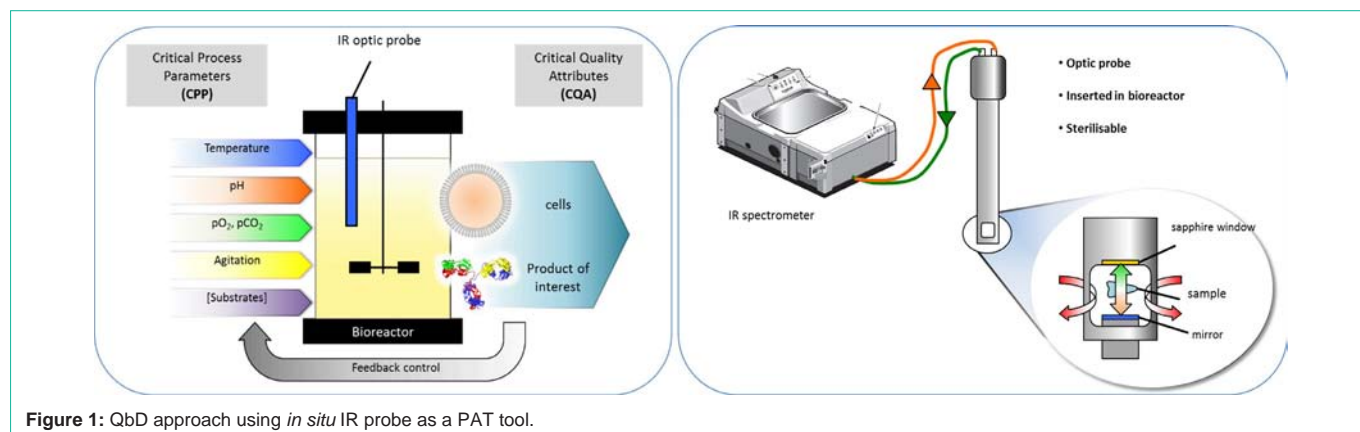 IR optic probe
Critical Process
Parameters
(CPP)
Critical Quality
Attributes
(CQA)
Temperature
pH
pO₂, pCO₂
Agitation
[Substrates]
cells
Product of
interest
Bioreactor
Feedback control
IR spectrometer
• Optic probe
• Inserted in bioreactor
• Sterilisable
sapphire window
sample
mirror
Figure 1: QbD approach using in situ IR probe as a PAT tool.